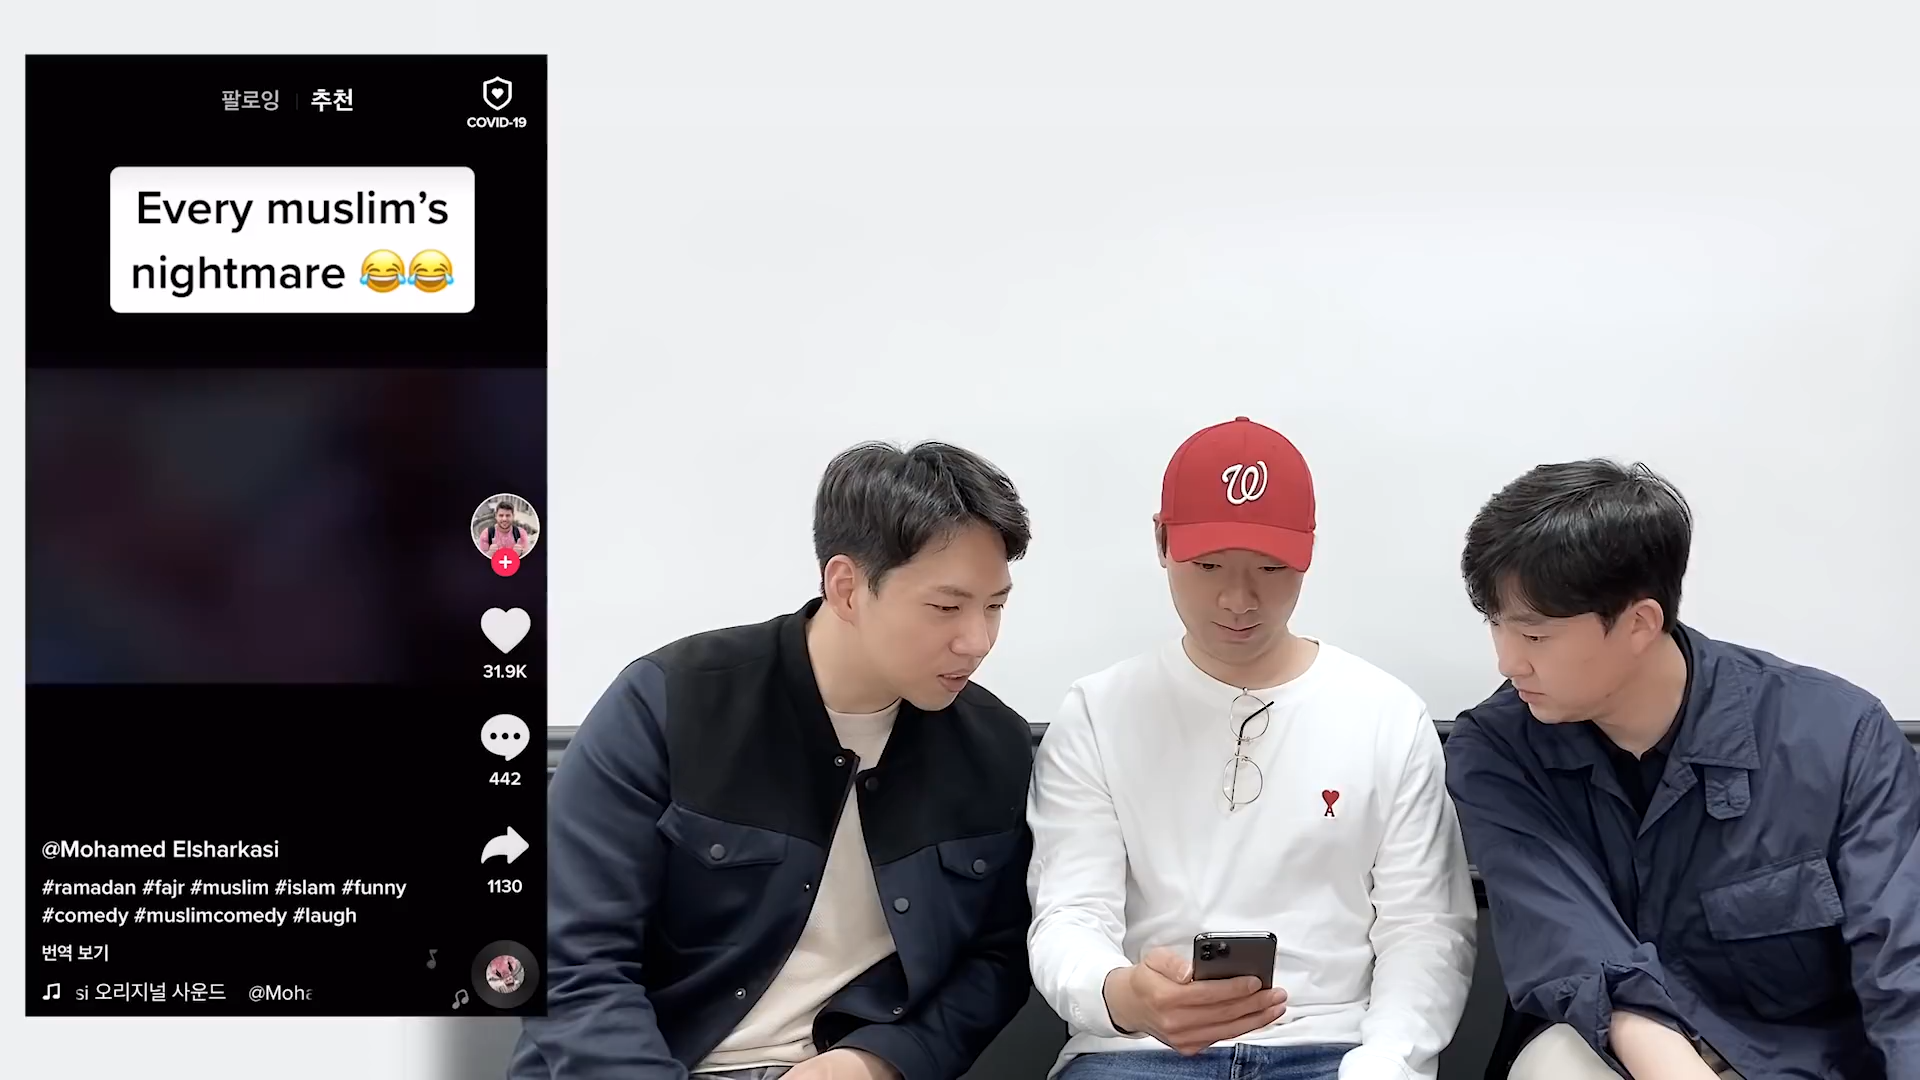 팔로잉 | 추천
COVID-19
Every muslim's
nightmare 😂😂
31.9K
442
1130
@Mohamed Elsharkasi
#ramadan #fajr #muslim #islam #funny
#comedy #muslimcomedy #laugh
번역 보기
si 오리지널 사운드 @Moha
W
A